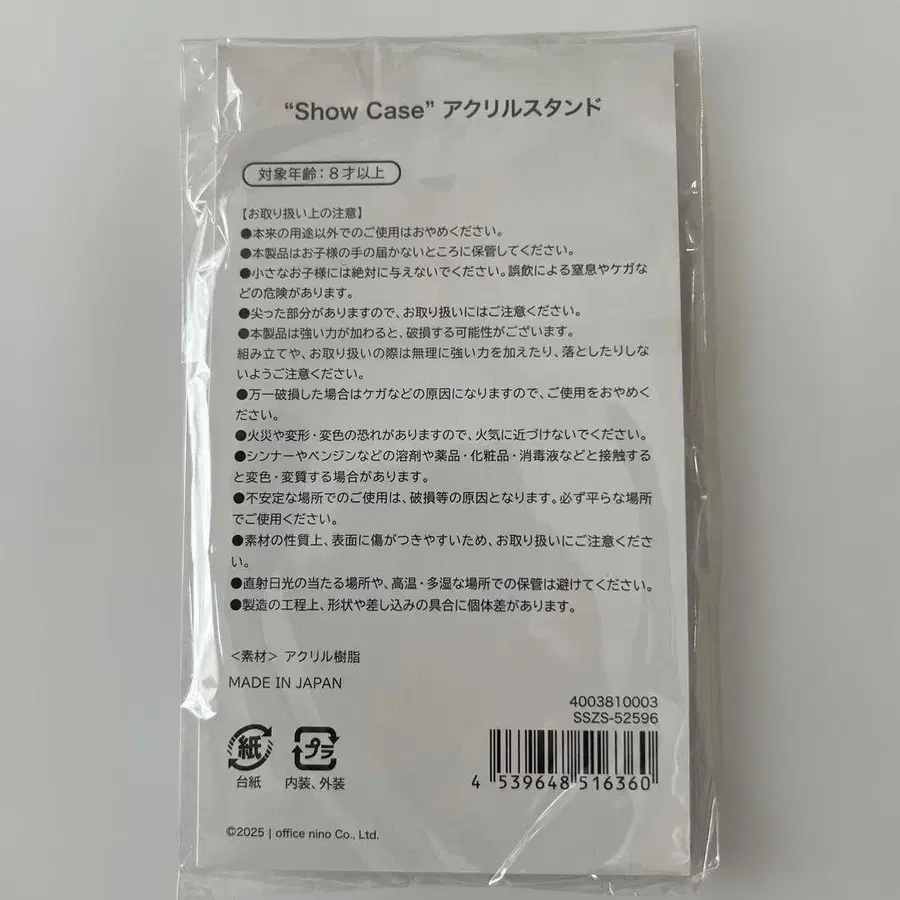 “Show Case” アクリルスタンド
対象年齢：8才以上
【お取り扱い上の注意】
●本来の用途以外でのご使用はおやめください。
●本製品はお子様の手の届かないところに保管してください。
●小さなお子様には絶対に与えないでください。誤飲による窒息やケガな
どの危険があります。
●尖った部分がありますので、お取り扱いにはご注意ください。
●本製品は強い力が加わると、破損する可能性がございます。
組み立てや、お取り扱いの際は無理に強い力を加えたり、落としたりしな
いようご注意ください。
●万一破損した場合はケガなどの原因になりますので、ご使用をおやめく
ださい。
●火災や変形・変色の恐れがありますので、火気に近づけないでください。
●シンナーやベンジンなどの溶剤や薬品・化粧品・消毒液などと接触する
と変色・変質する場合があります。
●不安定な場所でのご使用は、破損等の原因となります。必ず平らな場所
でご使用ください。
●素材の性質上、表面に傷がつきやすいため、お取り扱いにご注意くださ
い。
●直射日光の当たる場所や、高温・多湿な場所での保管は避けてください。
●製造の工程上、形状や差し込みの具合に個体差があります。
＜素材＞ アクリル樹脂
MADE IN JAPAN
4003810003
SSZS-52596
紙
台紙
プラ
内装、外装
4 539648 516360
©2025 | office nino Co., Ltd.